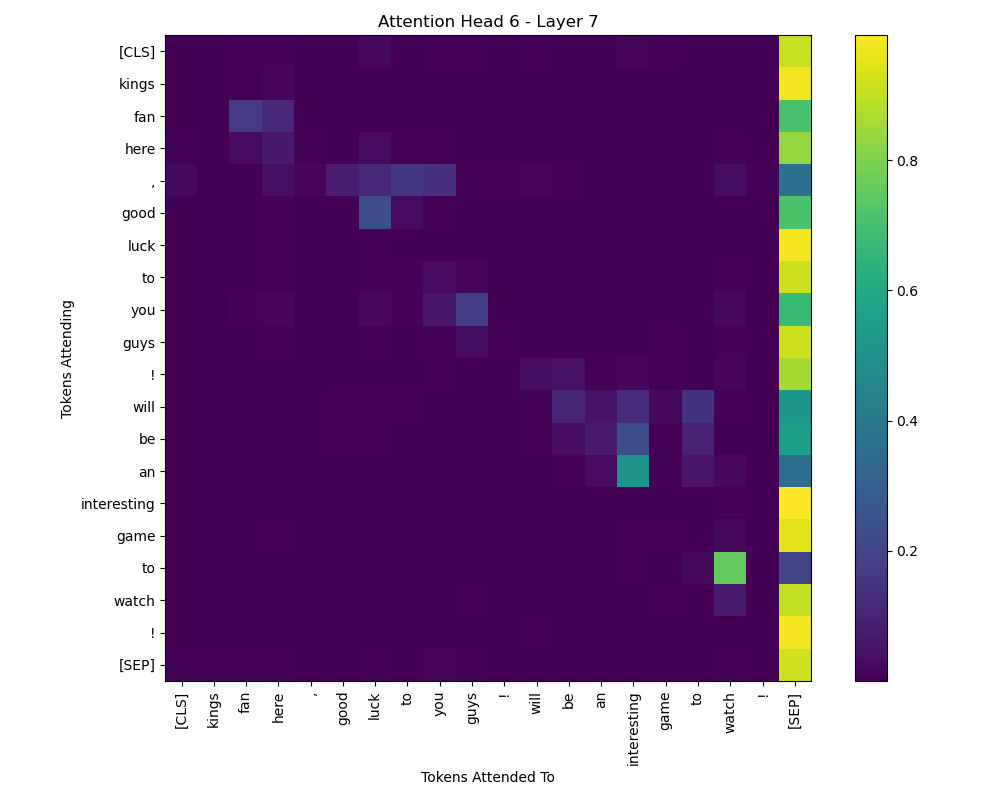 Attention Head 6 - Layer 7
[CLS]
kings
fan
here
,
good
luck
to
you
guys
!
will
be
an
interesting
game
to
watch
!
[SEP]
Tokens Attending
[CLS]
kings
fan
here
,
good
luck
to
you
guys
!
will
be
an
interesting
game
to
watch
!
[SEP]
Tokens Attended To
0.8
0.6
0.4
0.2